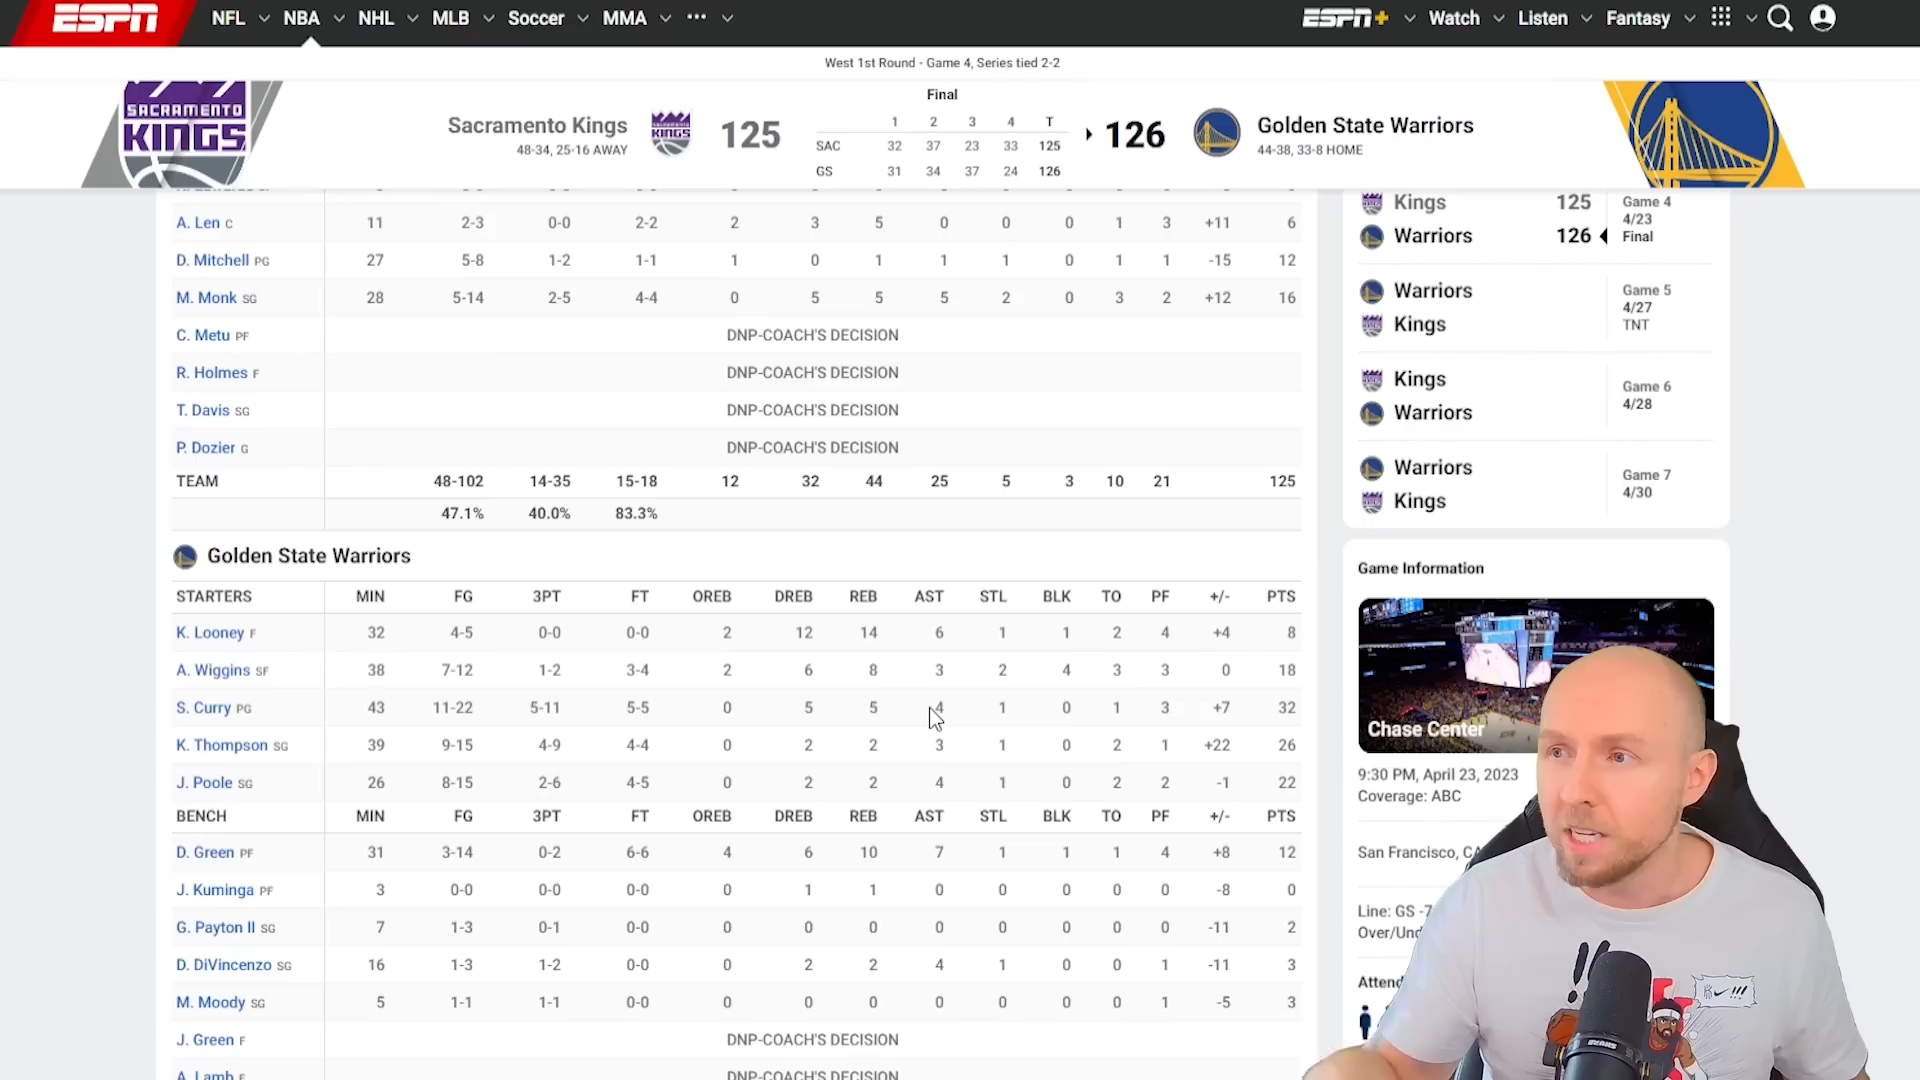 ESPN NFL NBA NHL MLB Soccer MMA ESPN+ Watch Listen Fantasy
West 1st Round - Game 4, Series tied 2-2
SACRAMENTO KINGS
Sacramento Kings
48-34, 25-16 AWAY
KINGS
125
Final
1 2 3 4 T
SAC 32 37 23 33 125
GS 31 34 37 24 126
126
Golden State Warriors
44-38, 33-8 HOME
A. Len C 11 2-3 0-0 2-2 2 3 5 0 0 0 1 3 +11 6
D. Mitchell PG 27 5-8 1-2 1-1 1 0 1 1 1 0 1 1 -15 12
M. Monk SG 28 5-14 2-5 4-4 0 5 5 5 2 0 3 2 +12 16
C. Metu PF DNP-COACH'S DECISION
R. Holmes F DNP-COACH'S DECISION
T. Davis SG DNP-COACH'S DECISION
P. Dozier G DNP-COACH'S DECISION
TEAM 48-102 14-35 15-18 12 32 44 25 5 3 10 21 125
47.1% 40.0% 83.3%
Golden State Warriors
STARTERS MIN FG 3PT FT OREB DREB REB AST STL BLK TO PF +/- PTS
K. Looney F 32 4-5 0-0 0-0 2 12 14 6 1 1 2 4 +4 8
A. Wiggins SF 38 7-12 1-2 3-4 2 6 8 3 2 4 3 3 0 18
S. Curry PG 43 11-22 5-11 5-5 0 5 5 4 1 0 1 3 +7 32
K. Thompson SG 39 9-15 4-9 4-4 0 2 2 3 1 0 2 1 +22 26
J. Poole SG 26 8-15 2-6 4-5 0 2 2 4 1 0 2 2 -1 22
BENCH MIN FG 3PT FT OREB DREB REB AST STL BLK TO PF +/- PTS
D. Green PF 31 3-14 0-2 6-6 4 6 10 7 1 1 1 4 +8 12
J. Kuminga PF 3 0-0 0-0 0-0 0 1 1 0 0 0 0 0 -8 0
G. Payton II SG 7 1-3 0-1 0-0 0 0 0 0 0 0 0 0 -11 2
D. DiVincenzo SG 16 1-3 1-2 0-0 0 2 2 4 1 0 0 1 -11 3
M. Moody SG 5 1-1 1-1 0-0 0 0 0 0 0 0 0 1 -5 3
J. Green F DNP-COACH'S DECISION
A. Lamb F DNP-COACH'S DECISION
Kings 125 Game 4
4/23
Warriors 126 Final
Warriors Game 5
4/27
Kings TNT
Kings Game 6
Warriors 4/28
Warriors Game 7
Kings 4/30
Game Information
Chase Center
9:30 PM, April 23, 2023
Coverage: ABC
San Francisco,
Line: GS
SHURE